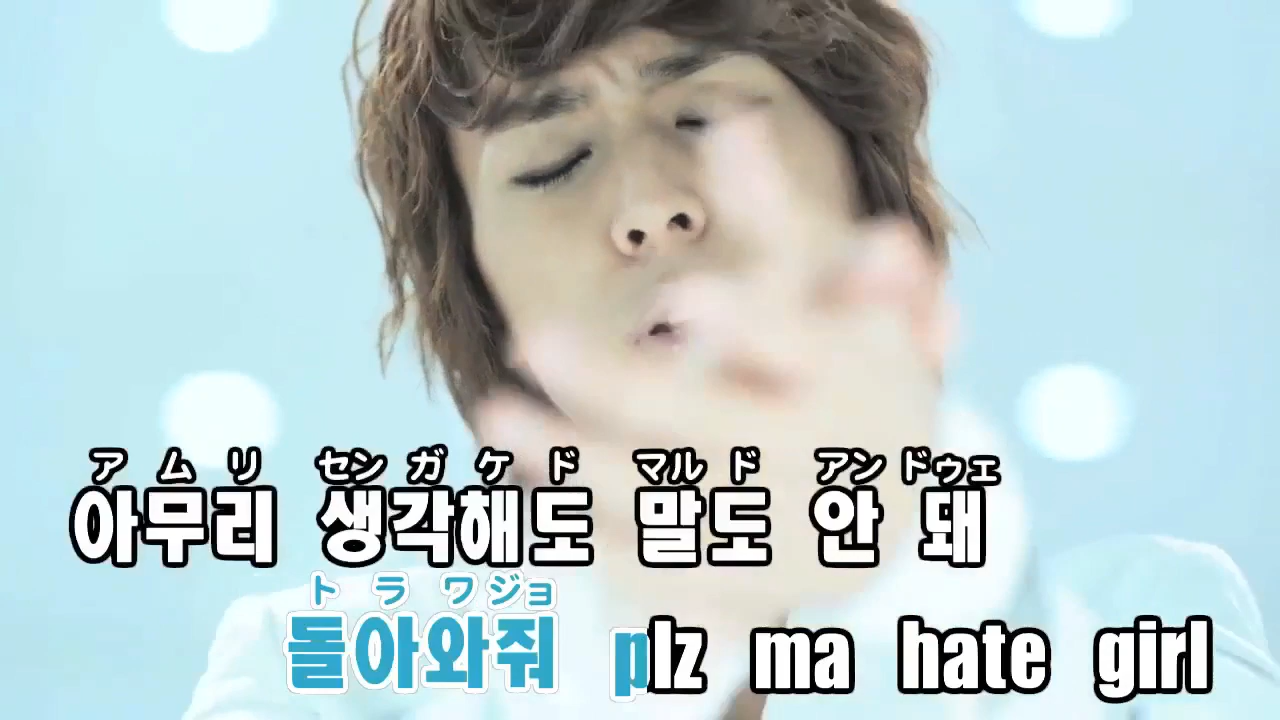 アムリ センガケド マルド アンドゥェ
아무리 생각해도 말도 안 돼
トラワジョ
돌아와줘 plz ma hate girl